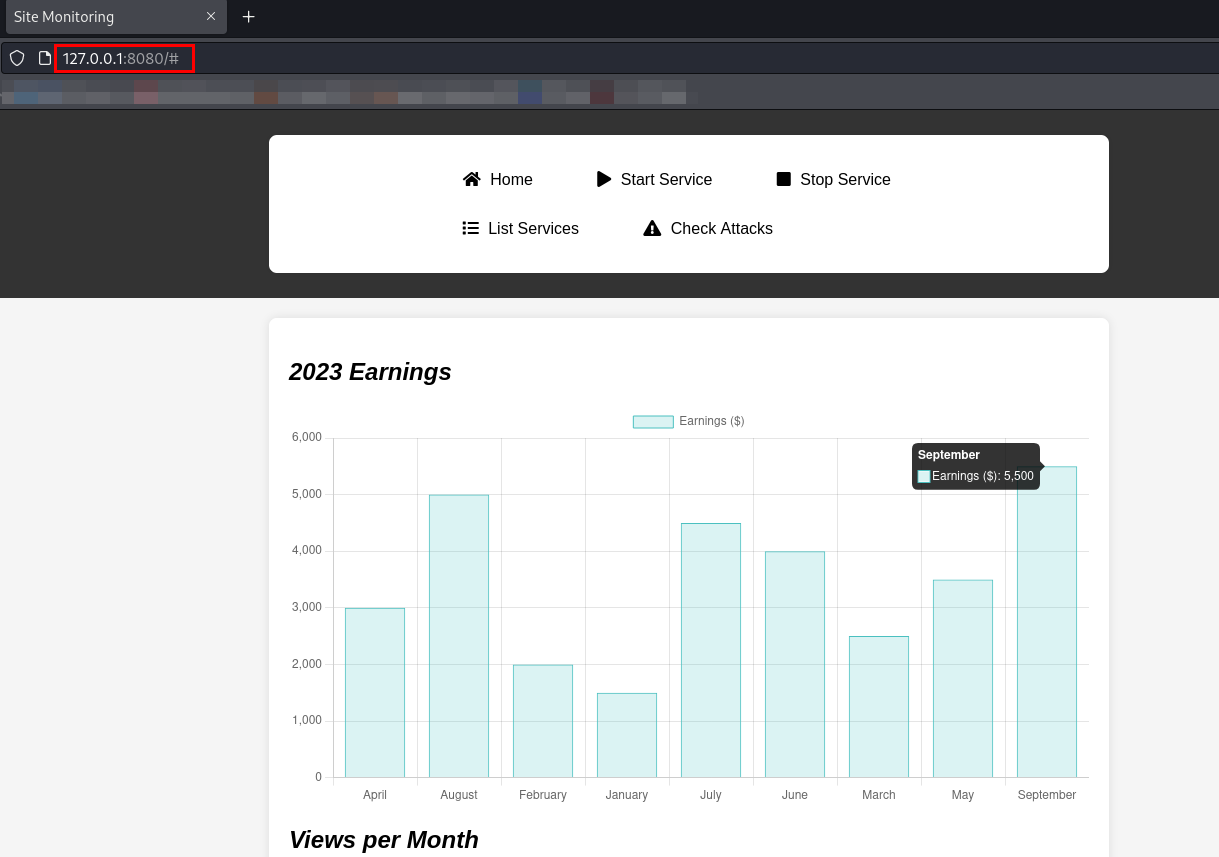 Site Monitoring
127.0.0.1:8080/#
Home Start Service Stop Service
List Services Check Attacks
2023 Earnings
Earnings ($)
6,000
September
Earnings ($): 5,500
5,000
4,000
3,000
2,000
1,000
0
April August February January July June March May September
Views per Month